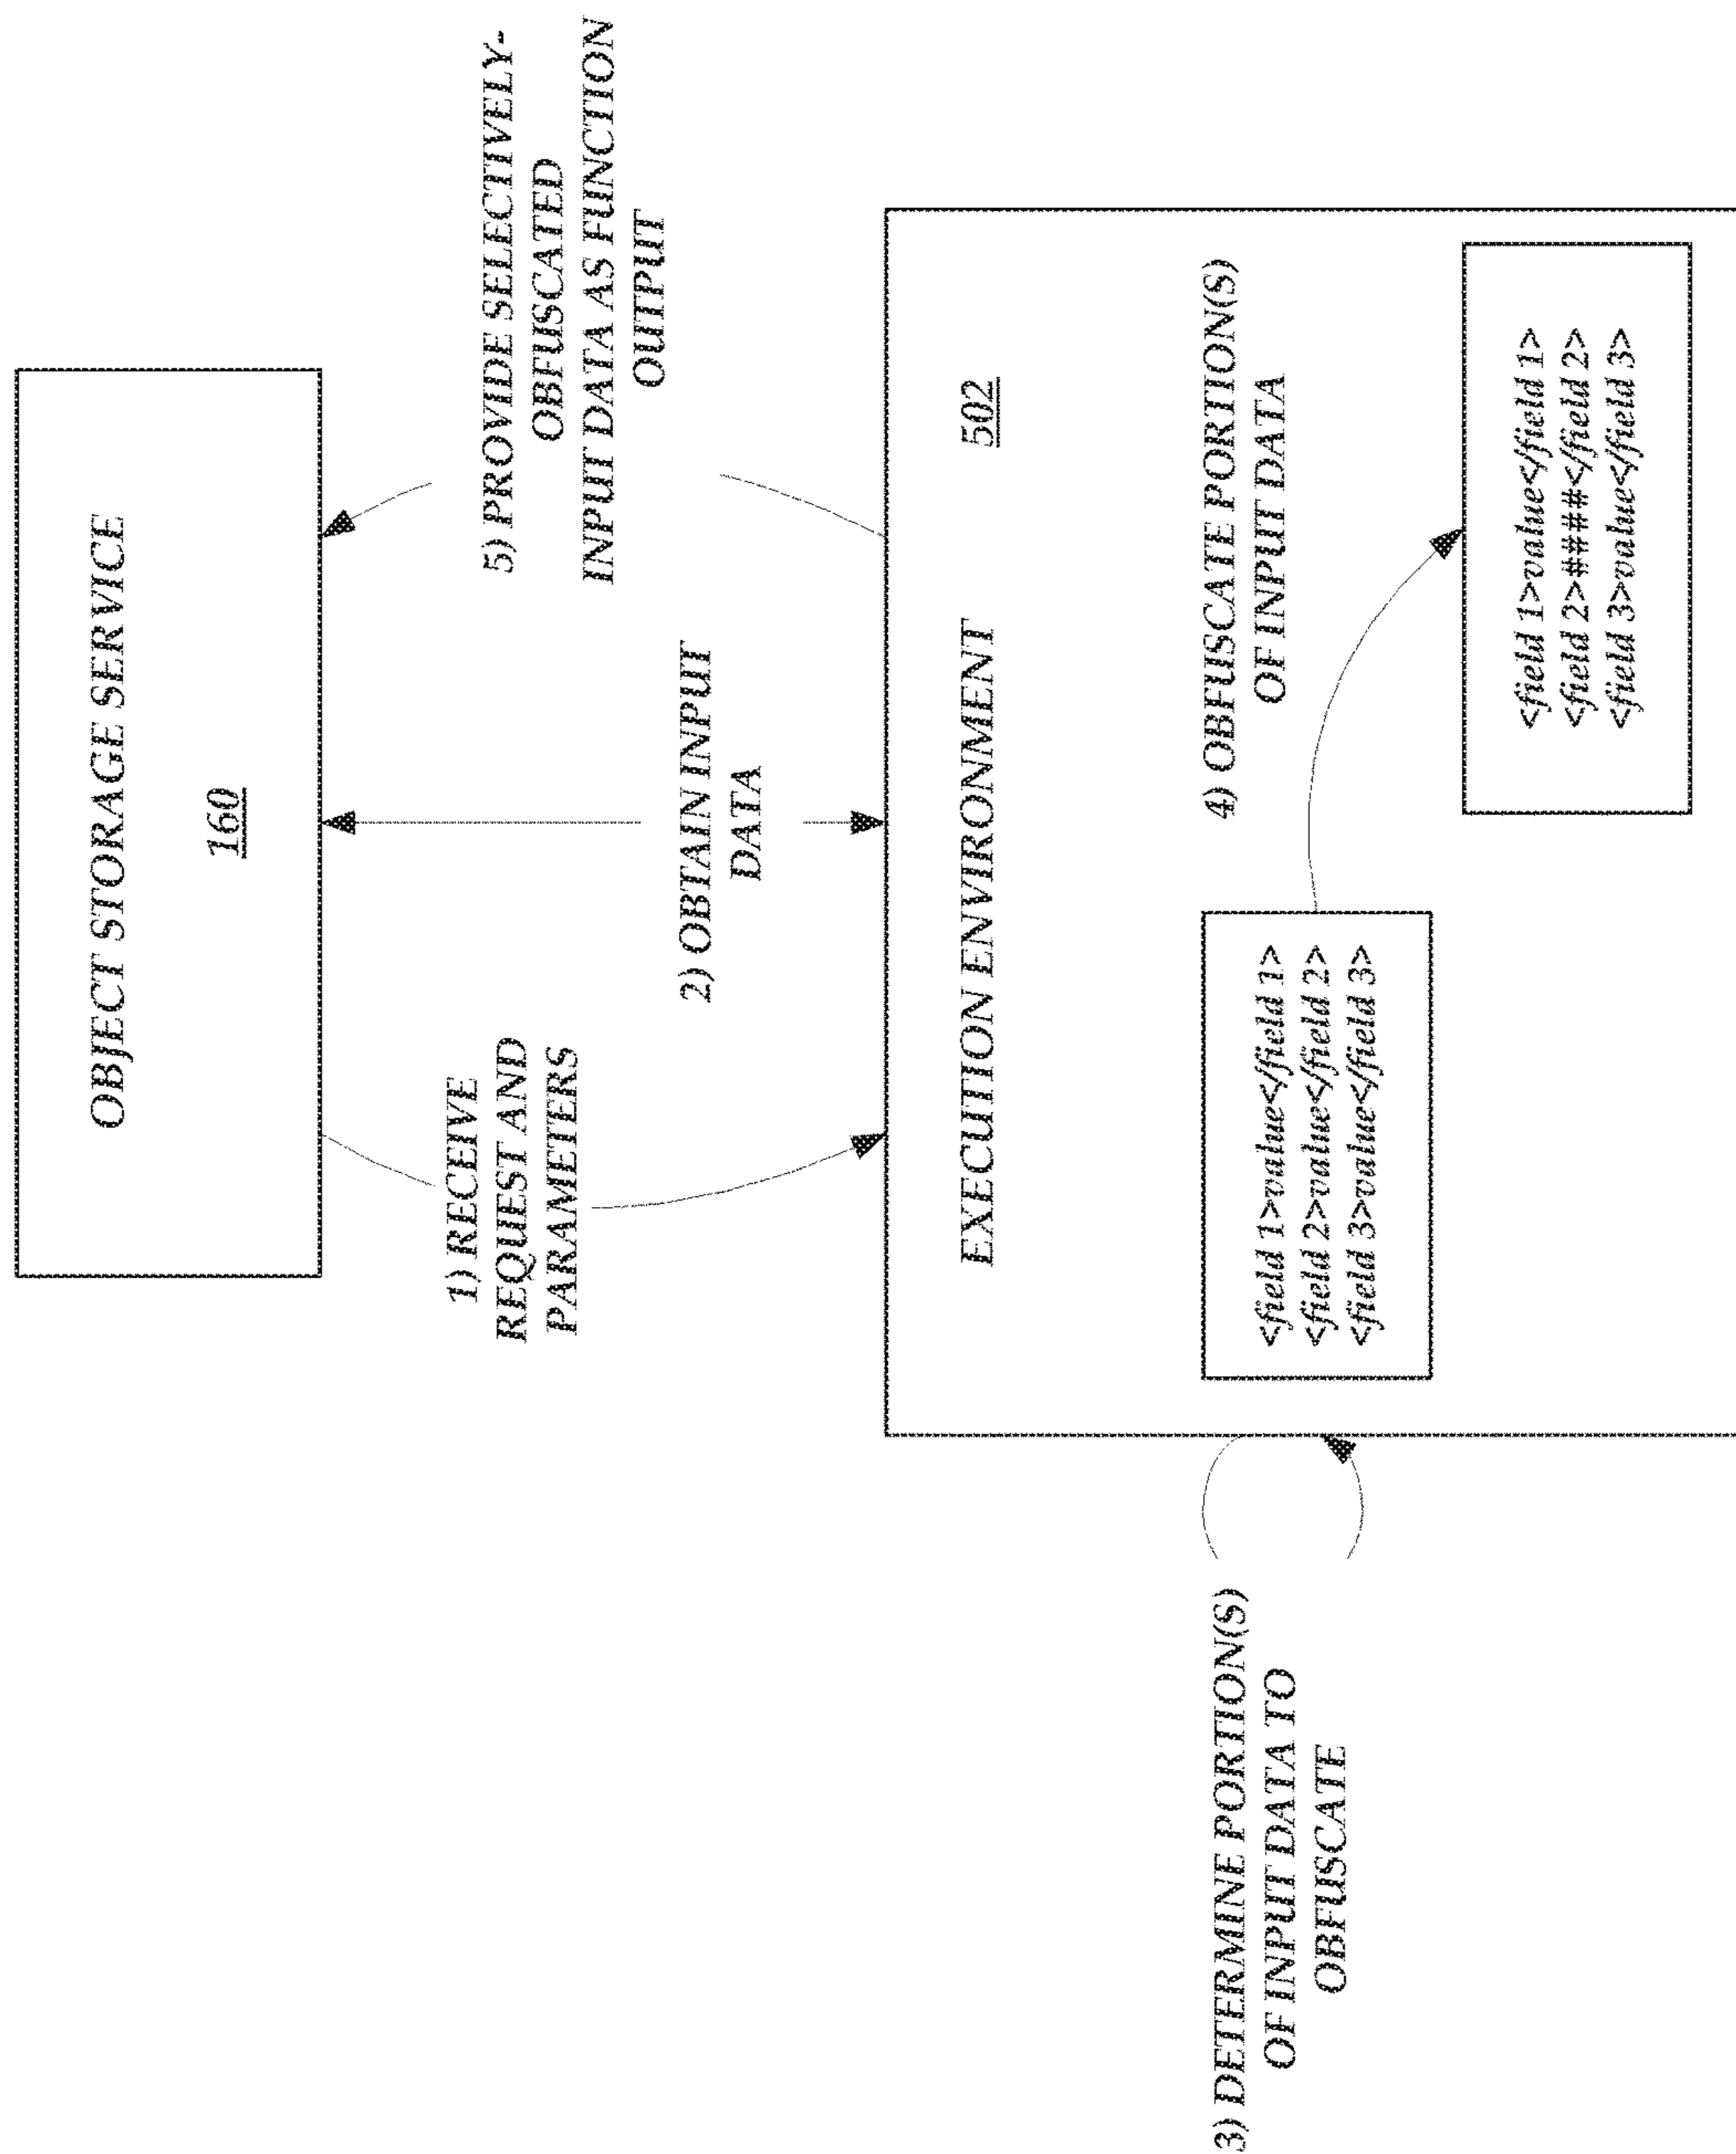 OBJECT STORAGE SERVICE
160
1) RECEIVE
REQUEST AND
PARAMETERS
2) OBTAIN INPUT
DATA
5) PROVIDE SELECTIVELY-
OBFUSCATED
INPUT DATA AS FUNCTION
OUTPUT
EXECUTION ENVIRONMENT
502
3) DETERMINE PORTION(S)
OF INPUT DATA TO
OBFUSCATE
<field 1>value</field 1>
<field 2>value</field 2>
<field 3>value</field 3>
4) OBFUSCATE PORTION(S)
OF INPUT DATA
<field 1>value</field 1>
<field 2>####</field 2>
<field 3>value</field 3>